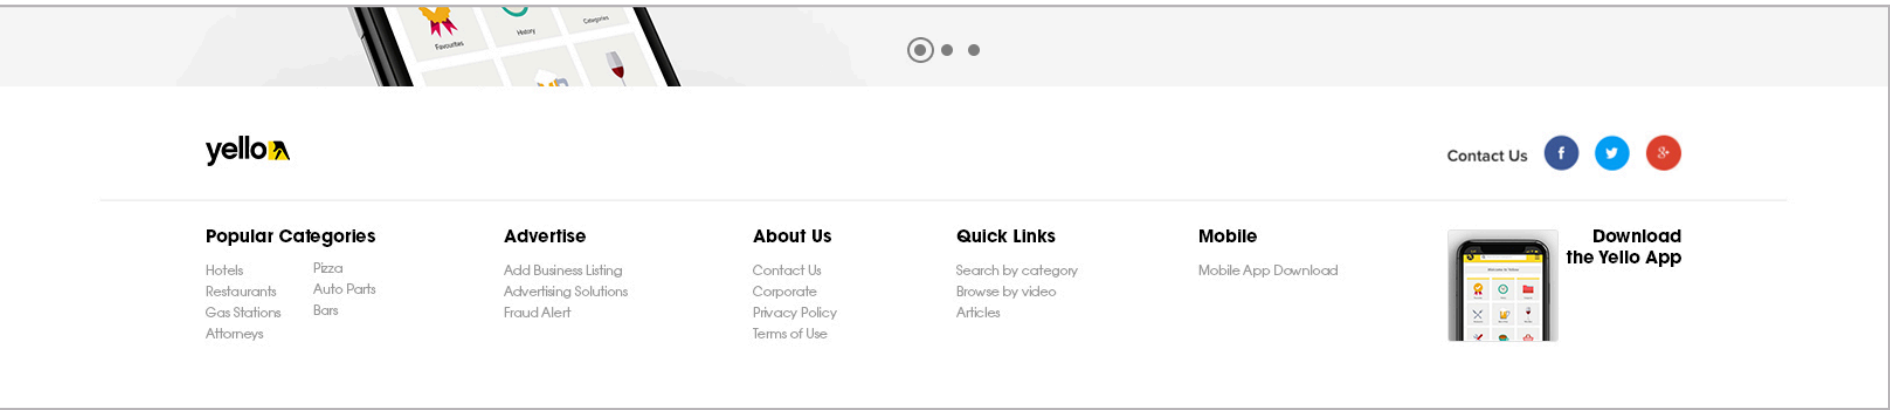 Favourites
History
Categories
yello
Contact Us
Popular Categories
Hotels
Restaurants
Gas Stations
Attorneys
Pizza
Auto Parts
Bars
Advertise
Add Business Listing
Advertising Solutions
Fraud Alert
About Us
Contact Us
Corporate
Privacy Policy
Terms of Use
Quick Links
Search by category
Browse by video
Articles
Mobile
Mobile App Download
Download
the Yello App